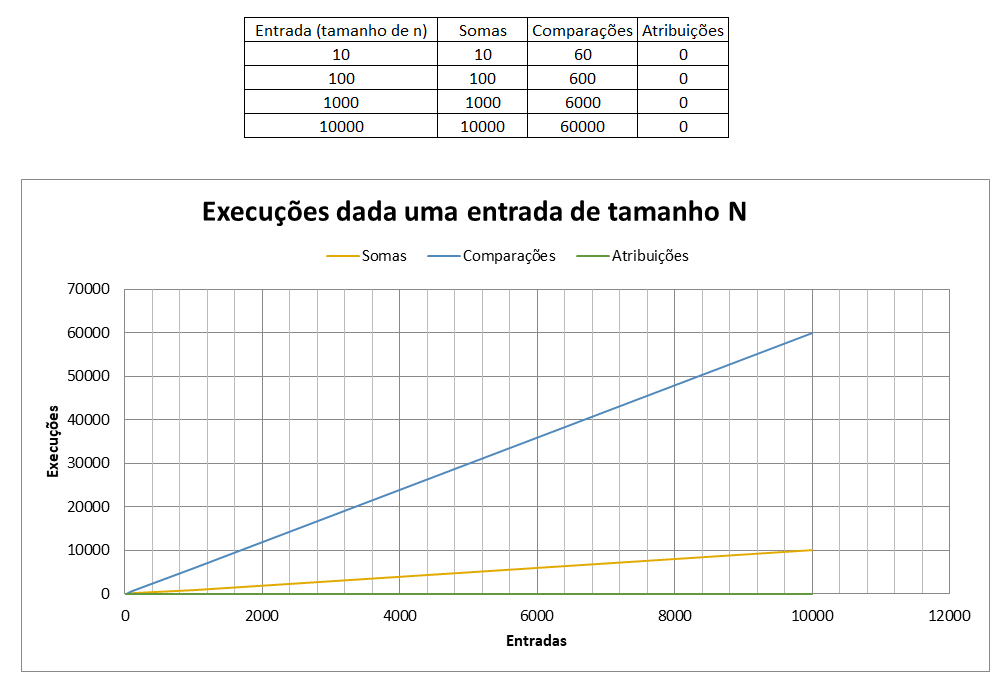 Entrada (tamanho de n) Somas Comparações Atribuições
10 10 60 0
100 100 600 0
1000 1000 6000 0
10000 10000 60000 0
Execuções dada uma entrada de tamanho N
Somas Comparações Atribuições
70000
60000
50000
40000
30000
20000
10000
0
Execuções
0 2000 4000 6000 8000 10000 12000
Entradas